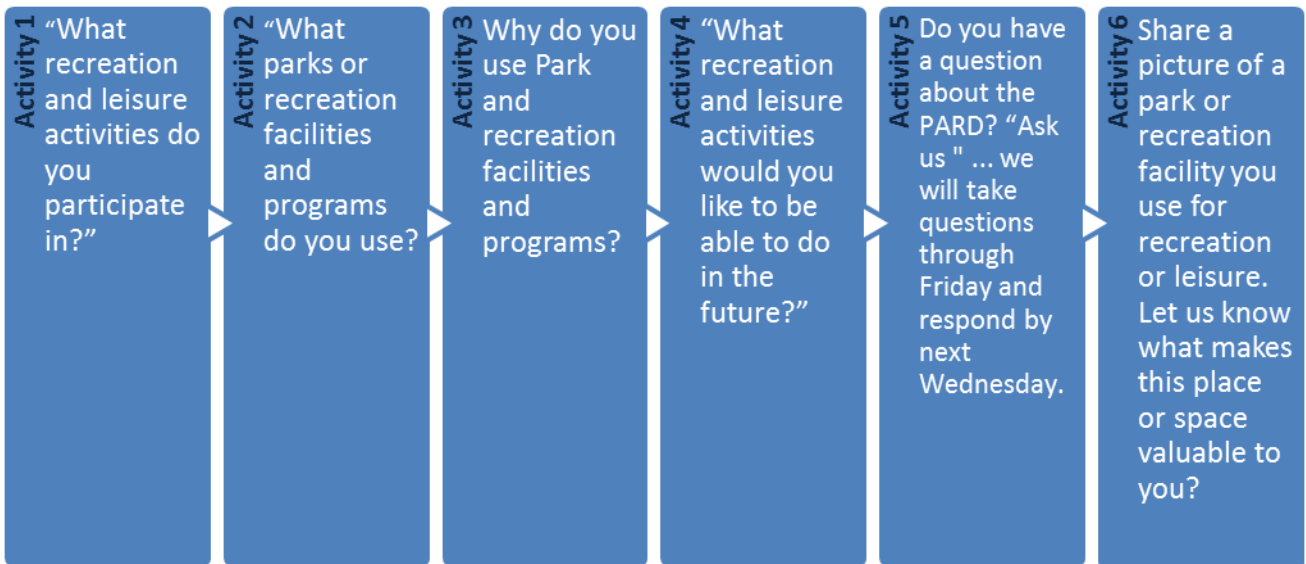 Activity 1
“What
recreation
and leisure
activities do
you
participate
in?”
Activity 2
“What
parks or
recreation
facilities
and
programs
do you use?
Activity 3
Why do you
use Park
and
recreation
facilities
and
programs?
Activity 4
“What
recreation
and leisure
activities
would you
like to be
able to do
in the
future?”
Activity 5
Do you have
a question
about the
PARD? “Ask
us " ... we
will take
questions
through
Friday and
respond by
next
Wednesday.
Activity 6
Share a
picture of a
park or
recreation
facility you
use for
recreation
or leisure.
Let us know
what makes
this place
or space
valuable to
you?